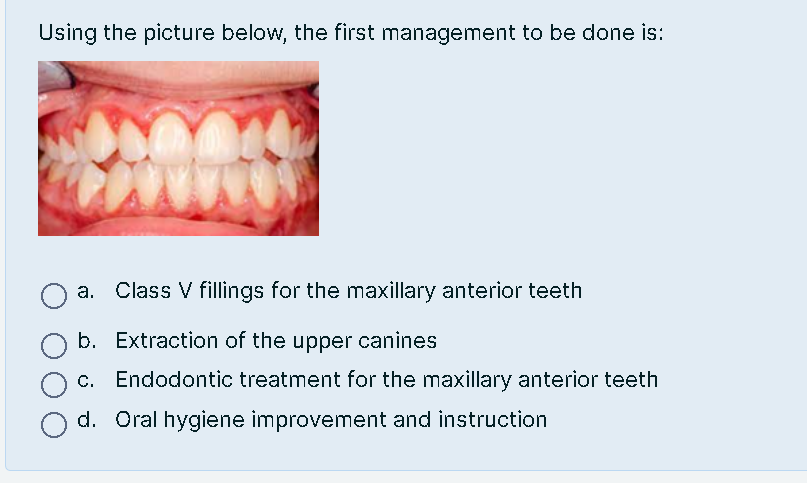 Using the picture below, the first management to be done is:
a. Class V fillings for the maxillary anterior teeth
b. Extraction of the upper canines
c. Endodontic treatment for the maxillary anterior teeth
d. Oral hygiene improvement and instruction